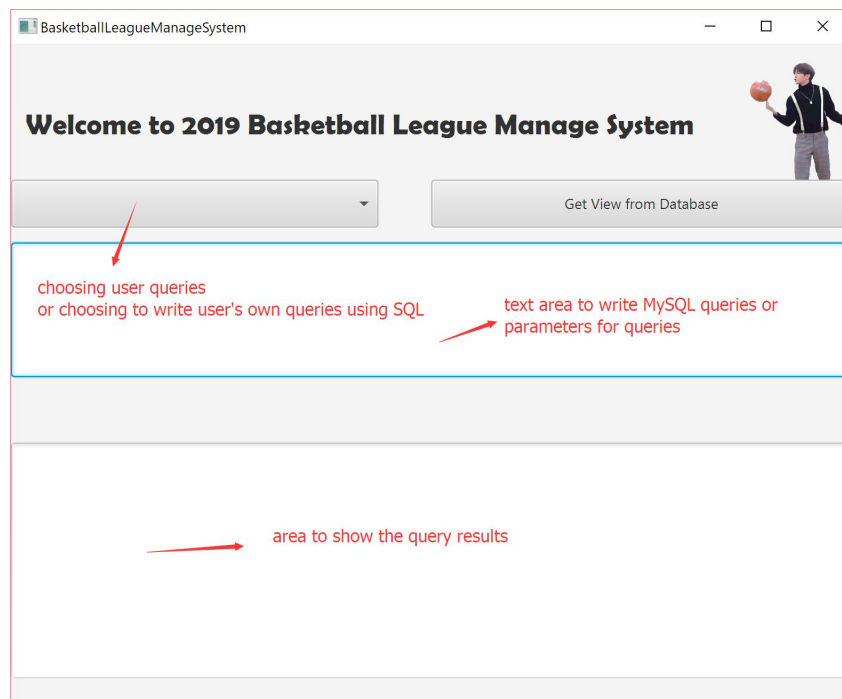 BasketballLeagueManageSystem
Welcome to 2019 Basketball League Manage System
Get View from Database
choosing user queries
or choosing to write user's own queries using SQL
text area to write MySQL queries or
parameters for queries
area to show the query results